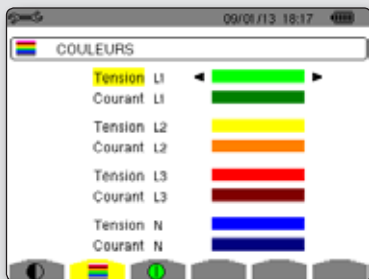 09/01/13 18:17
COULEURS
Tension L1
Courant L1
Tension L2
Courant L2
Tension L3
Courant L3
Tension N
Courant N